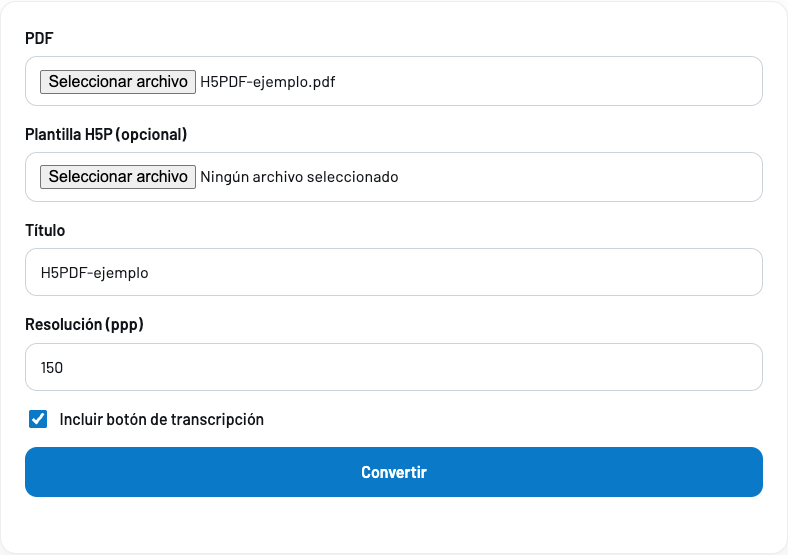 PDF
Seleccionar archivo H5PDF-ejemplo.pdf
Plantilla H5P (opcional)
Seleccionar archivo Ningún archivo seleccionado
Título
H5PDF-ejemplo
Resolución (ppp)
150
Incluir botón de transcripción
Convertir